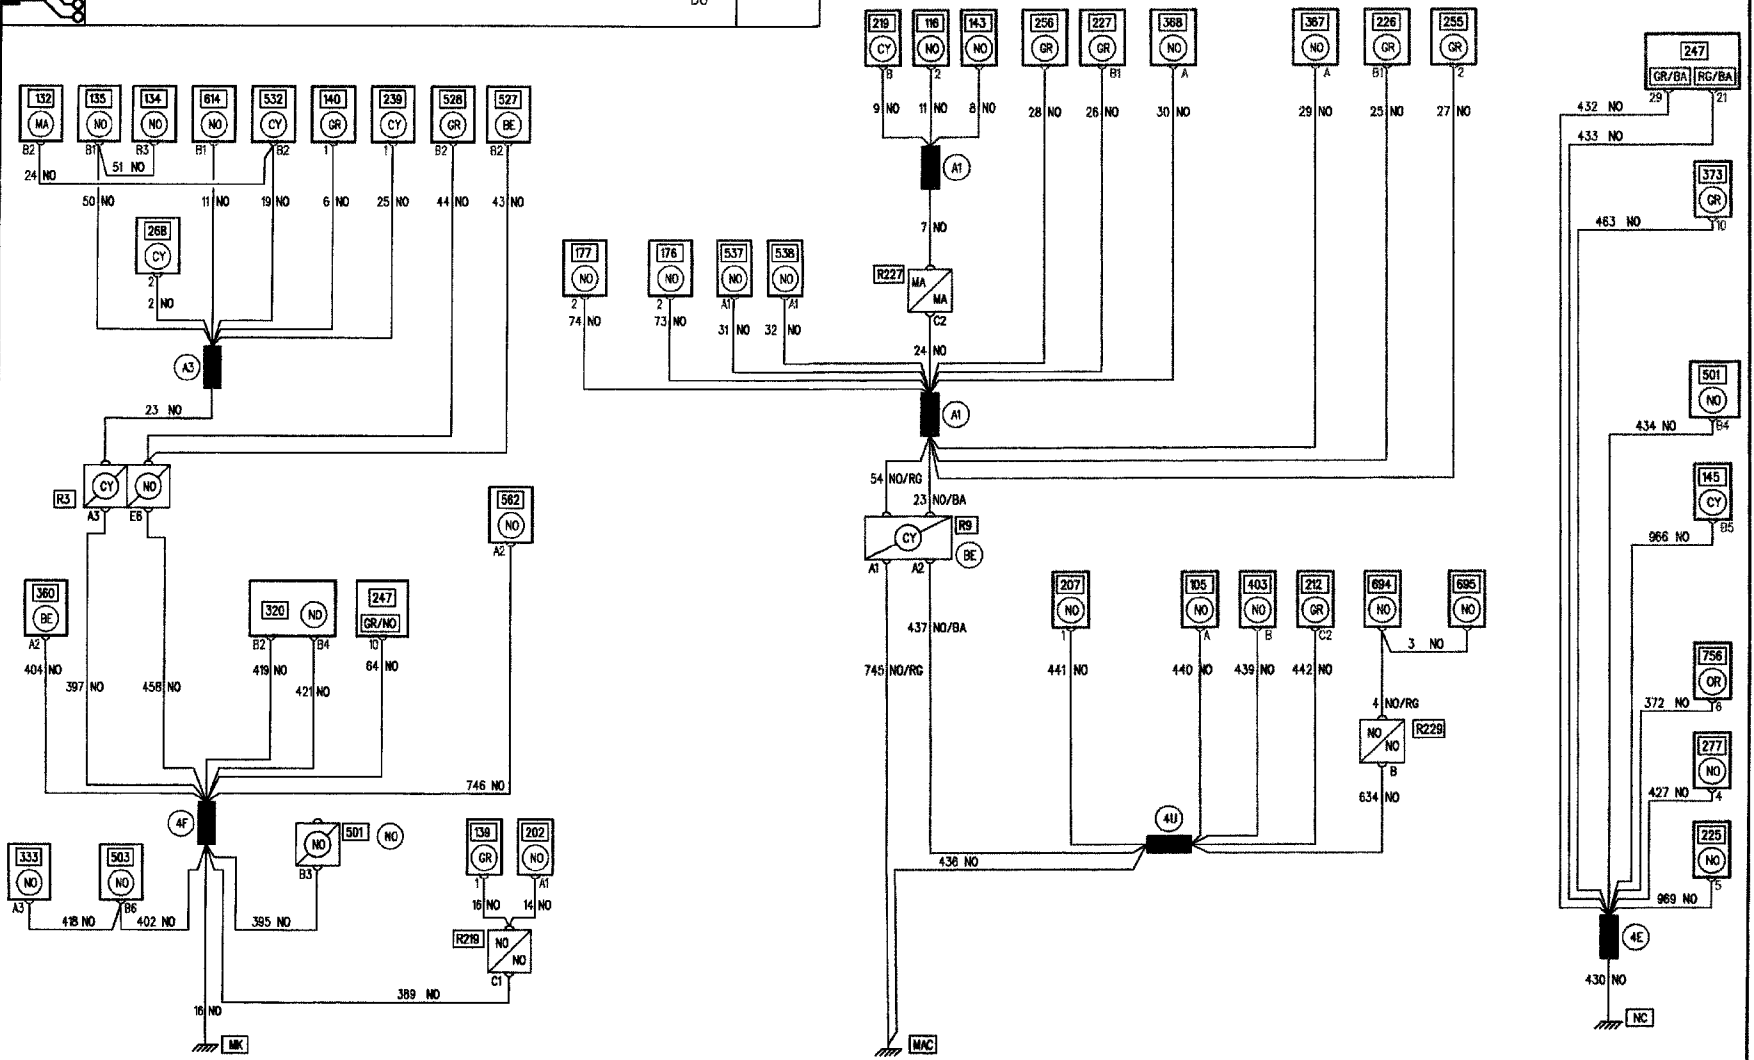 219 116 143 256 227 368 367 226 255
CY NO NO GR GR NO NO GR GR
B 2 B1 A A B1 2
247
GR/BA RG/BA
29 21
9 NO 11 NO 8 NO 28 NO 26 NO 30 NO 29 NO 25 NO 27 NO
432 NO
433 NO
132 135 134 614 532 140 239 528 527
MA NO NO NO CY GR CY GR BE
B2 B1 B3 B1 B2 1 1 B2 B2
51 NO
24 NO
50 NO 11 NO 19 NO 6 NO 25 NO 44 NO 43 NO
A1
373
GR
10
463 NO
268
CY
2
2 NO
7 NO
177 176 537 538
NO NO NO NO
2 2 A1 A1
74 NO 73 NO 31 NO 32 NO
R227
MA
MA
C2
24 NO
A3
23 NO
A1
501
NO
B4
434 NO
R3
CY NO
A3 E6
562
NO
A2
54 NO/RG
23 NO/BA
R9
CY
BE
A1 A2
145
CY
B5
966 NO
360
BE
A2
320 NO
B2 B4
247
GR/NO
10
404 NO 397 NO 458 NO 419 NO 421 NO 64 NO
207 105 403 212 694 695
NO NO NO GR NO NO
1 A B C2
3 NO
437 NO/BA
745 NO/RG
441 NO 440 NO 439 NO 442 NO
4 NO/RG
R229
NO
NO
B
634 NO
756
OR
6
372 NO
277
NO
4
427 NO
746 NO
4F
501
NO
NO
B3
139 202
GR NO
1 A1
16 NO 14 NO
4U
436 NO
225
NO
5
969 NO
333 503
NO NO
A3 B6
418 NO 402 NO 395 NO
R219
NO
NO
C1
389 NO
16 NO
MK
MAC
4E
430 NO
NC